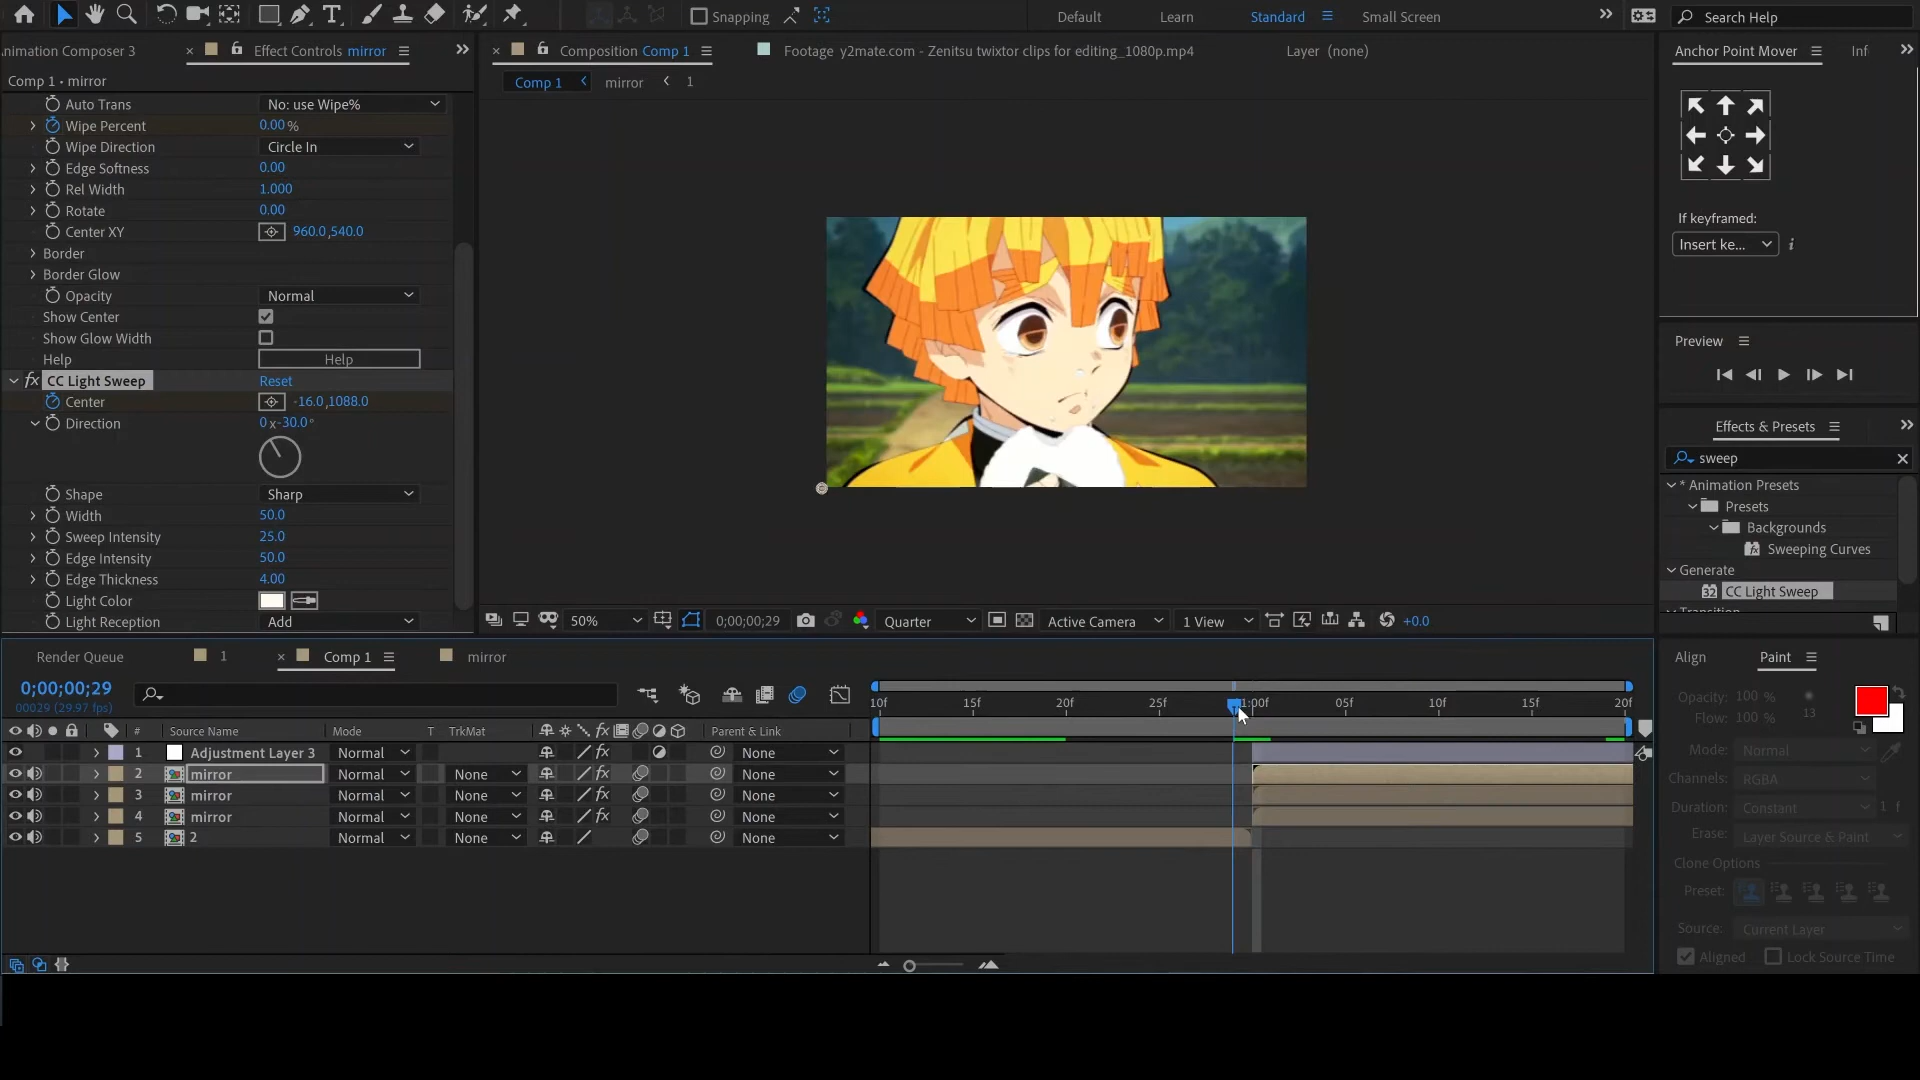 Snapping
Default
Learn
Standard
Small Screen
Search Help
nimation Composer 3
Effect Controls mirror
Composition Comp 1
Footage y2mate.com - Zenitsu twixtor clips for editing_1080p.mp4
Layer (none)
Anchor Point Mover
Inf
Comp 1 • mirror
Comp 1
mirror
1
Auto Trans No: use Wipe%
Wipe Percent 0.00 %
Wipe Direction Circle In
Edge Softness 0.00
Rel Width 1.000
Rotate 0.00
Center XY 960.0,540.0
Border
Border Glow
Opacity Normal
Show Center
Show Glow Width
Help Help
fx CC Light Sweep Reset
Center -16.0,1088.0
Direction 0 x-30.0°
Shape Sharp
Width 50.0
Sweep Intensity 25.0
Edge Intensity 50.0
Edge Thickness 4.00
Light Color
Light Reception Add
If keyframed:
Insert ke...
i
Preview
Effects & Presets
sweep
* Animation Presets
Presets
Backgrounds
Sweeping Curves
Generate
32 CC Light Sweep
50%
0;00;00;29
Quarter
Active Camera
1 View
+0.0
Render Queue
1
Comp 1
mirror
0;00;00;29
00029 (29.97 fps)
10f 15f 20f 25f 1:00f 05f 10f 15f 20f
# Source Name Mode T TrkMat fx Parent & Link
1 Adjustment Layer 3 Normal fx None
2 mirror Normal None fx None
3 mirror Normal None fx None
4 mirror Normal None fx None
5 2 Normal None None
Align
Paint
Opacity: 100 %
Flow: 100 %
13
Mode: Normal
Channels: RGBA
Duration: Constant 1 f
Erase: Layer Source & Paint
Clone Options
Preset:
Source: Current Layer
Aligned
Lock Source Time